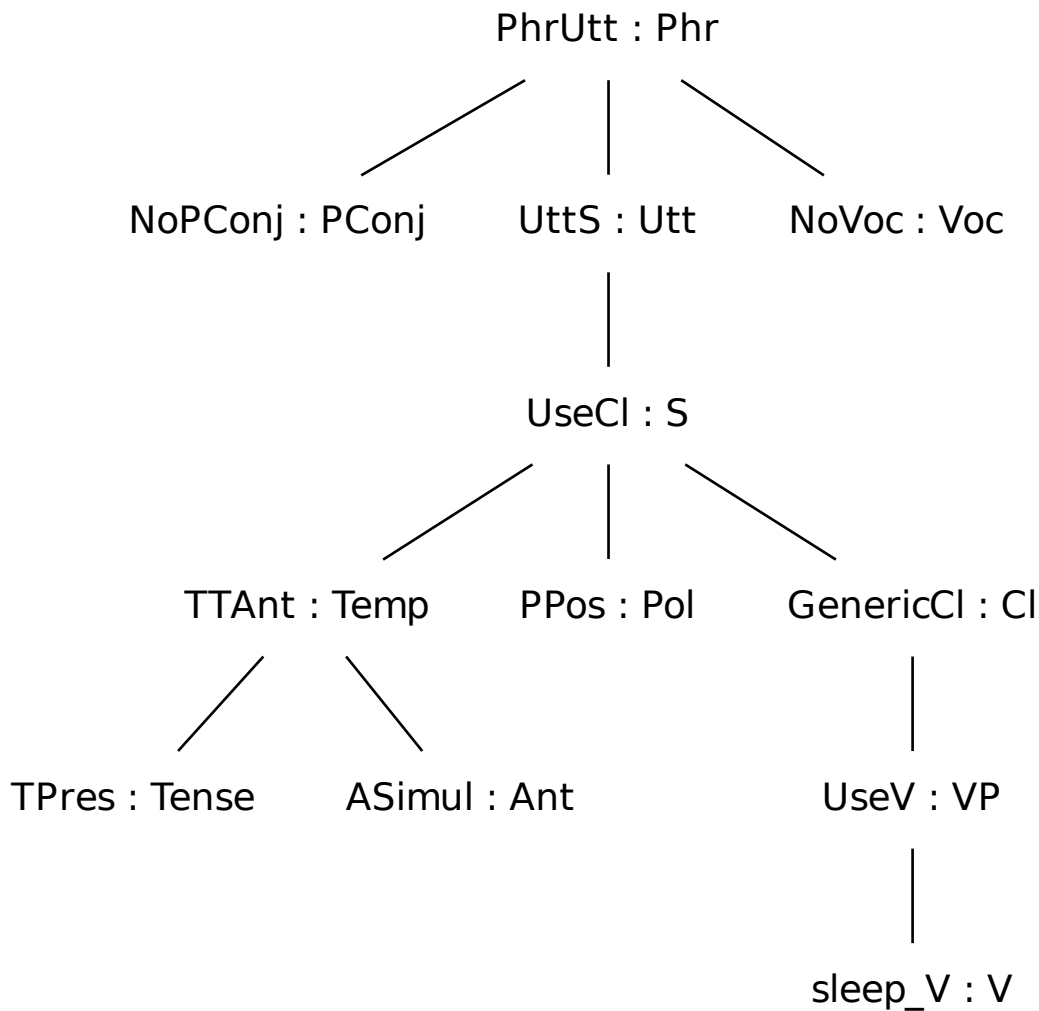 PhrUtt : Phr
NoPConj : PConj UttS : Utt NoVoc : Voc
UseCl : S
TTAnt : Temp PPos : Pol GenericCl : Cl
TPres : Tense ASimul : Ant UseV : VP
sleep_V : V